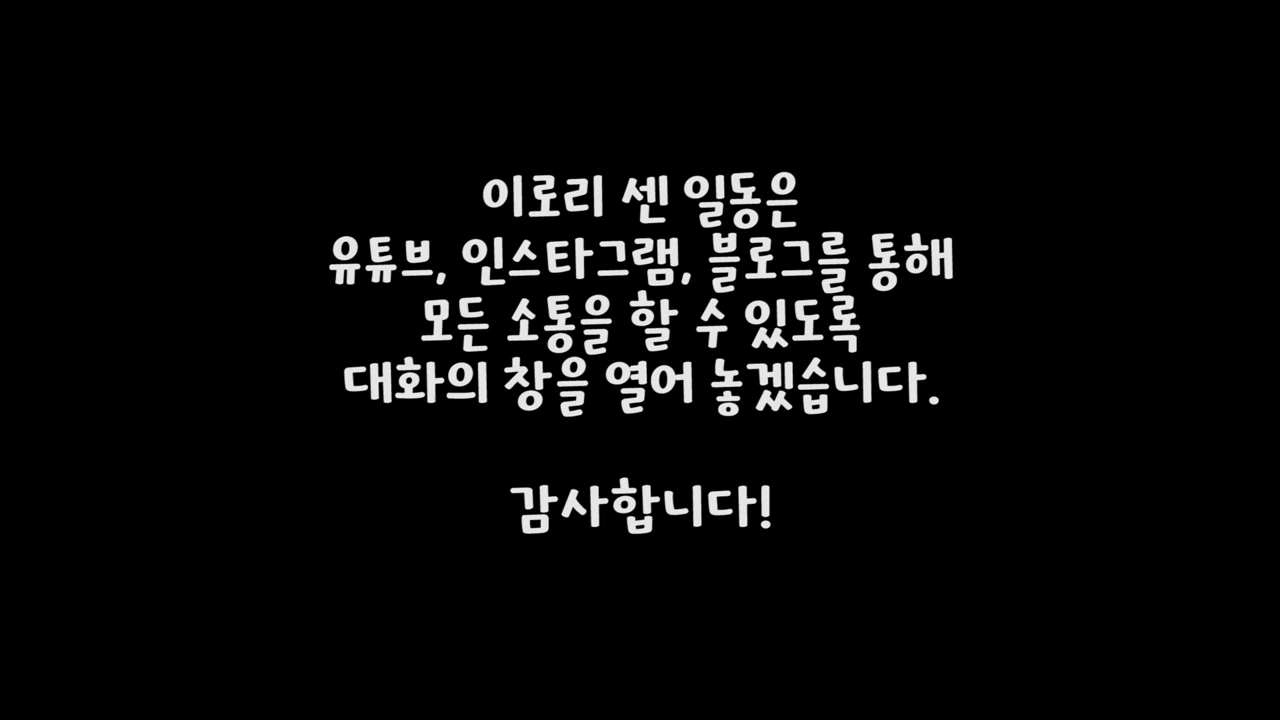 이로리 센 일동은
유튜브, 인스타그램, 블로그를 통해
모든 소통을 할 수 있도록
대화의 창을 열어 놓겠습니다.
감사합니다!